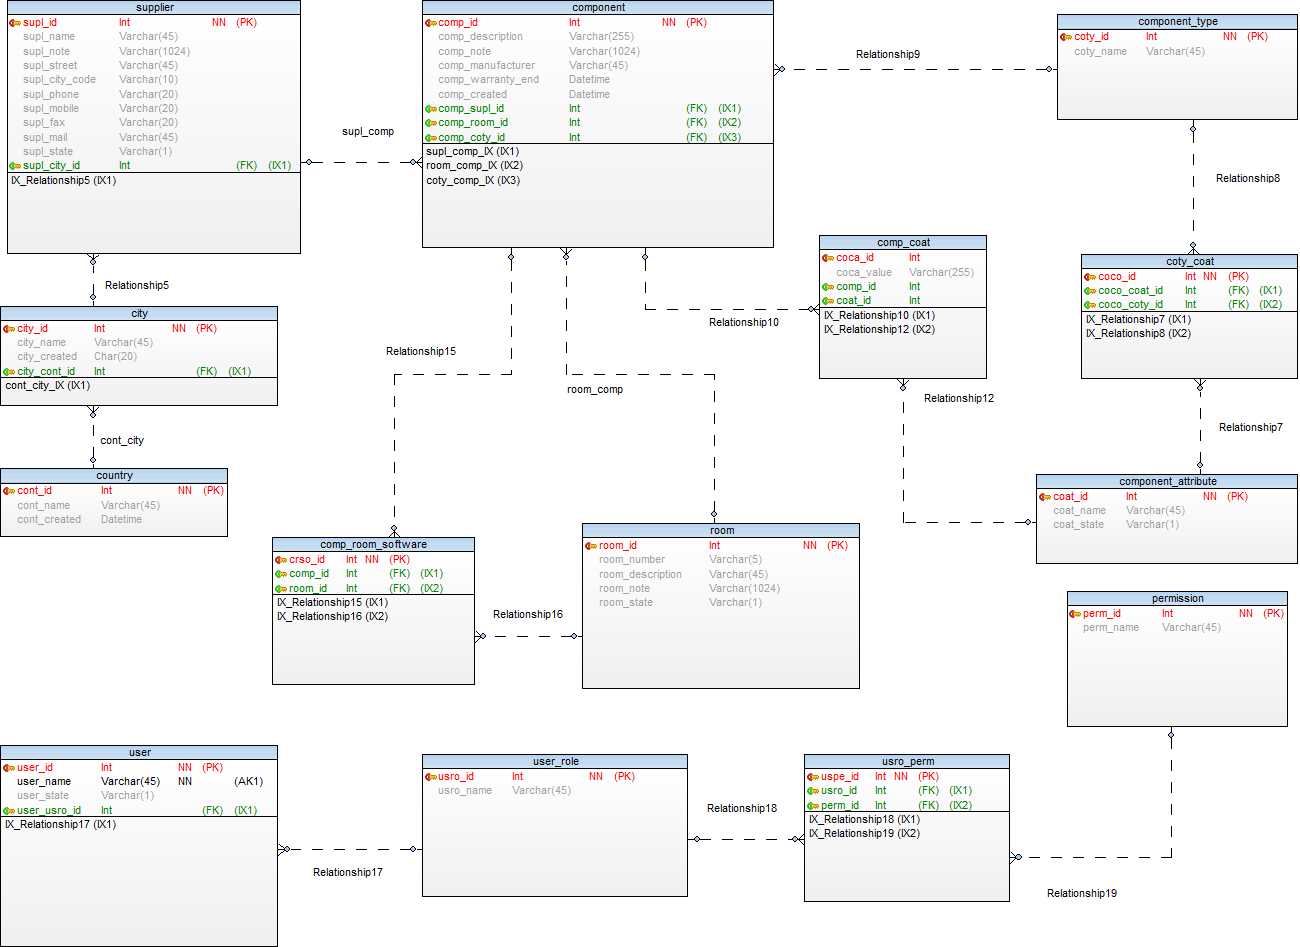 supplier
supl_id Int NN (PK)
supl_name Varchar(45)
supl_note Varchar(1024)
supl_street Varchar(45)
supl_city_code Varchar(10)
supl_phone Varchar(20)
supl_mobile Varchar(20)
supl_fax Varchar(20)
supl_mail Varchar(45)
supl_state Varchar(1)
supl_city_id Int (FK) (IX1)
IX_Relationship5 (IX1)
supl_comp
component
comp_id Int NN (PK)
comp_description Varchar(255)
comp_note Varchar(1024)
comp_manufacturer Varchar(45)
comp_warranty_end Datetime
comp_created Datetime
comp_supl_id Int (FK) (IX1)
comp_room_id Int (FK) (IX2)
comp_coty_id Int (FK) (IX3)
supl_comp_IX (IX1)
room_comp_IX (IX2)
coty_comp_IX (IX3)
Relationship9
component_type
coty_id Int NN (PK)
coty_name Varchar(45)
Relationship8
Relationship5
city
city_id Int NN (PK)
city_name Varchar(45)
city_created Char(20)
city_cont_id Int (FK) (IX1)
cont_city_IX (IX1)
cont_city
country
cont_id Int NN (PK)
cont_name Varchar(45)
cont_created Datetime
Relationship15
room_comp
Relationship10
comp_coat
coca_id Int
coca_value Varchar(255)
comp_id Int
coat_id Int
IX_Relationship10 (IX1)
IX_Relationship12 (IX2)
Relationship12
coty_coat
coco_id Int NN (PK)
coco_coat_id Int (FK) (IX1)
coco_coty_id Int (FK) (IX2)
IX_Relationship7 (IX1)
IX_Relationship8 (IX2)
Relationship7
component_attribute
coat_id Int NN (PK)
coat_name Varchar(45)
coat_state Varchar(1)
comp_room_software
crso_id Int NN (PK)
comp_id Int (FK) (IX1)
room_id Int (FK) (IX2)
IX_Relationship15 (IX1)
IX_Relationship16 (IX2)
Relationship16
room
room_id Int NN (PK)
room_number Varchar(5)
room_description Varchar(45)
room_note Varchar(1024)
room_state Varchar(1)
permission
perm_id Int NN (PK)
perm_name Varchar(45)
user
user_id Int NN (PK)
user_name Varchar(45) NN (AK1)
user_state Varchar(1)
user_usro_id Int (FK) (IX1)
IX_Relationship17 (IX1)
Relationship17
user_role
usro_id Int NN (PK)
usro_name Varchar(45)
Relationship18
usro_perm
uspe_id Int NN (PK)
usro_id Int (FK) (IX1)
perm_id Int (FK) (IX2)
IX_Relationship18 (IX1)
IX_Relationship19 (IX2)
Relationship19